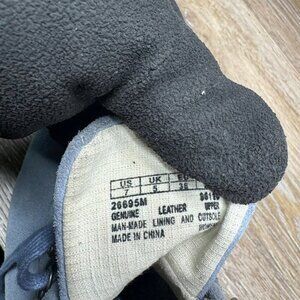 US UK
7 5 38
26695M
GENUINE LEATHER UPPER
MAN-MADE LINING AND OUTSOLE
MADE IN CHINA